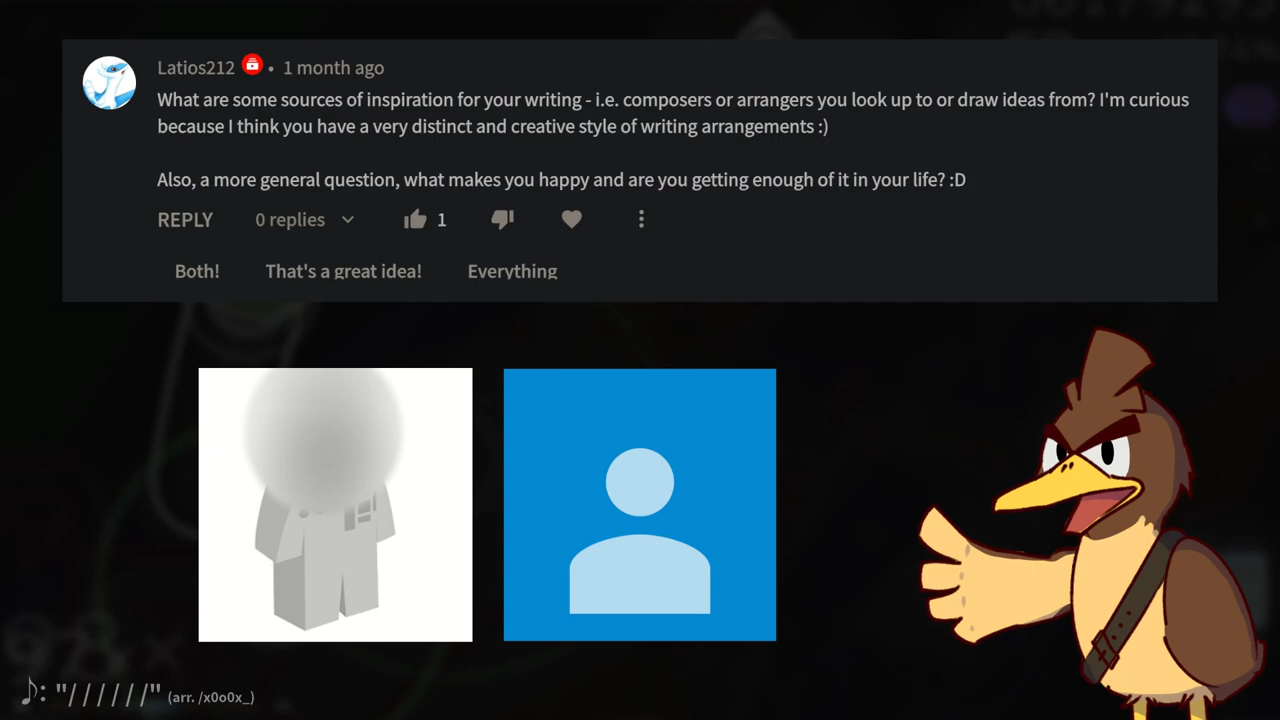 Latios212 • 1 month ago
What are some sources of inspiration for your writing - i.e. composers or arrangers you look up to or draw ideas from? I'm curious
because I think you have a very distinct and creative style of writing arrangements :)
Also, a more general question, what makes you happy and are you getting enough of it in your life? :D
REPLY 0 replies 1
Both! That's a great idea! Everything
♪: "//////" (arr. /x0o0x_)